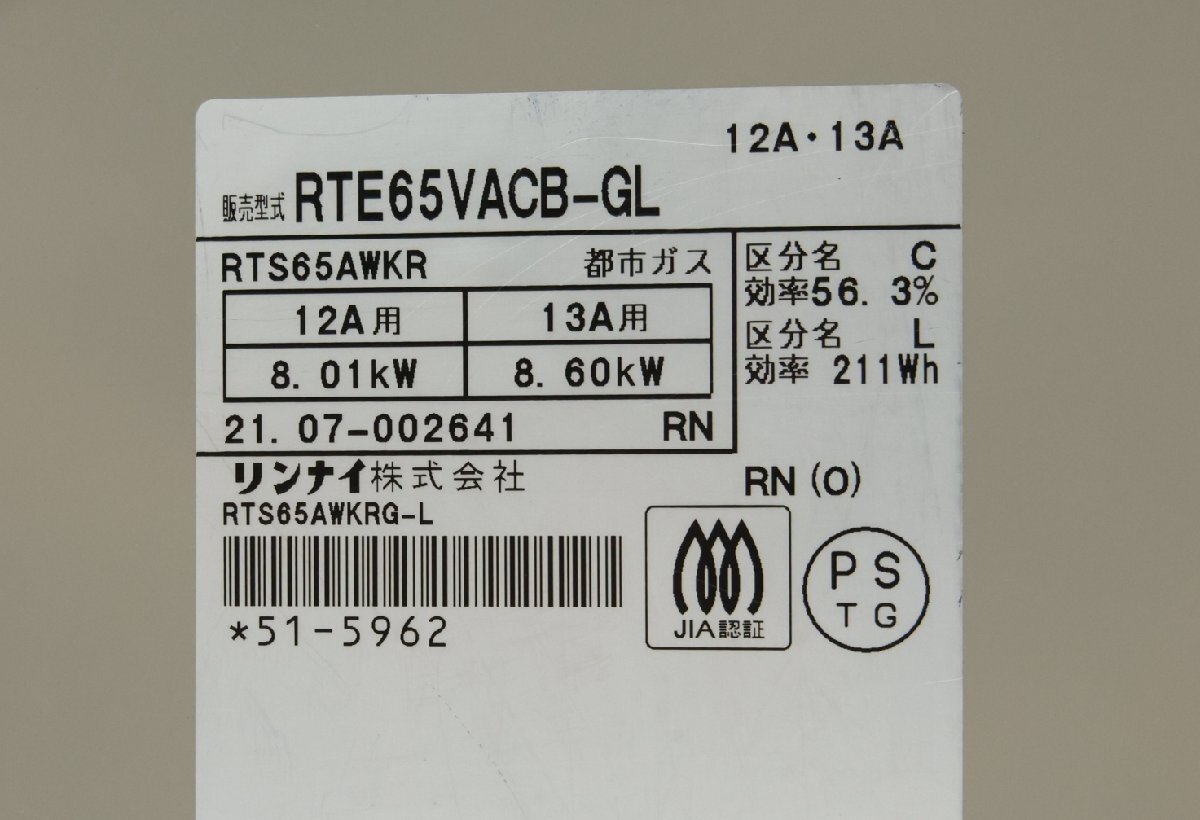 12A・13A
販売型式 RTE65VACB-GL
RTS65AWKR 都市ガス
12A用 13A用
8.01kW 8.60kW
21.07-002641 RN
区分名 C
効率56.3%
区分名 L
効率 211Wh
リンナイ株式会社
RN (O)
RTS65AWKRG-L
*51-5962
JIA認証
PS
TG